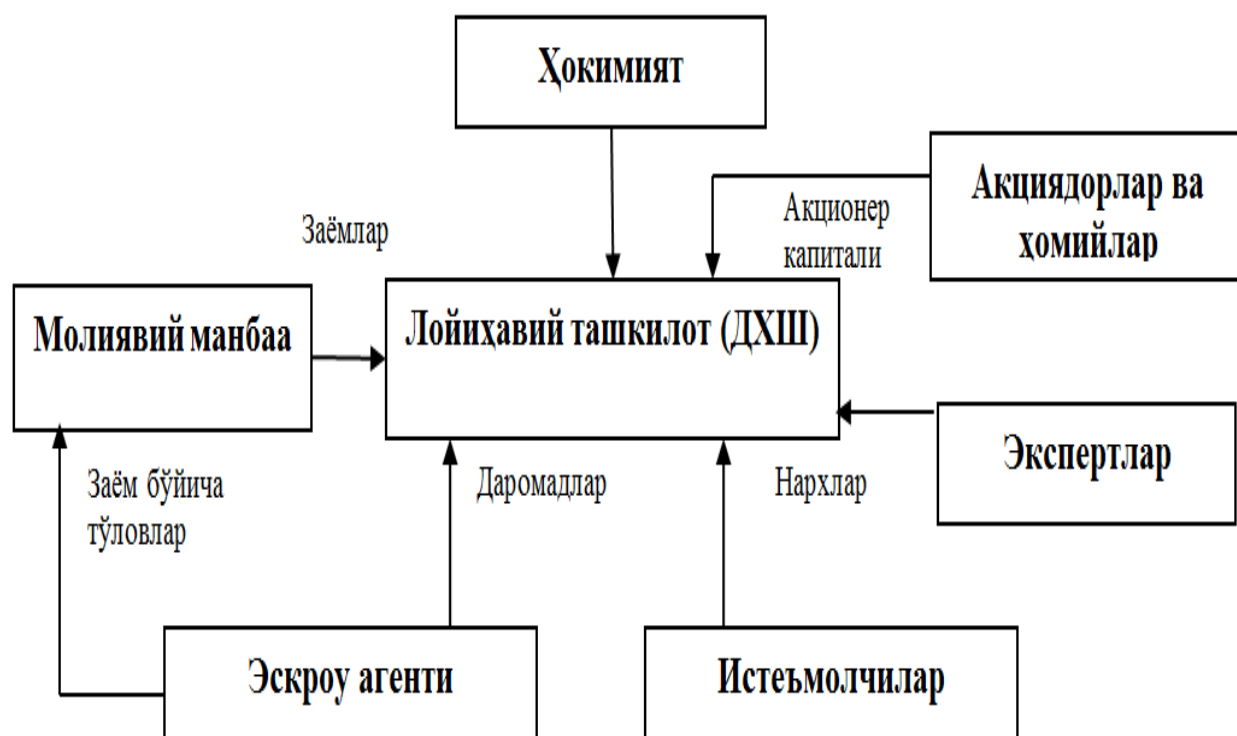 Ҳокимият
Акциядорлар ва
ҳомийлар
Заёмлар
Акционер
капитали
Молиявий манбаа
Лойиҳавий ташкилот (ДХШ)
Экспертлар
Заём бўйича
тўловлар
Даромадлар
Нархлар
Эскроу агенти
Истеъмолчилар